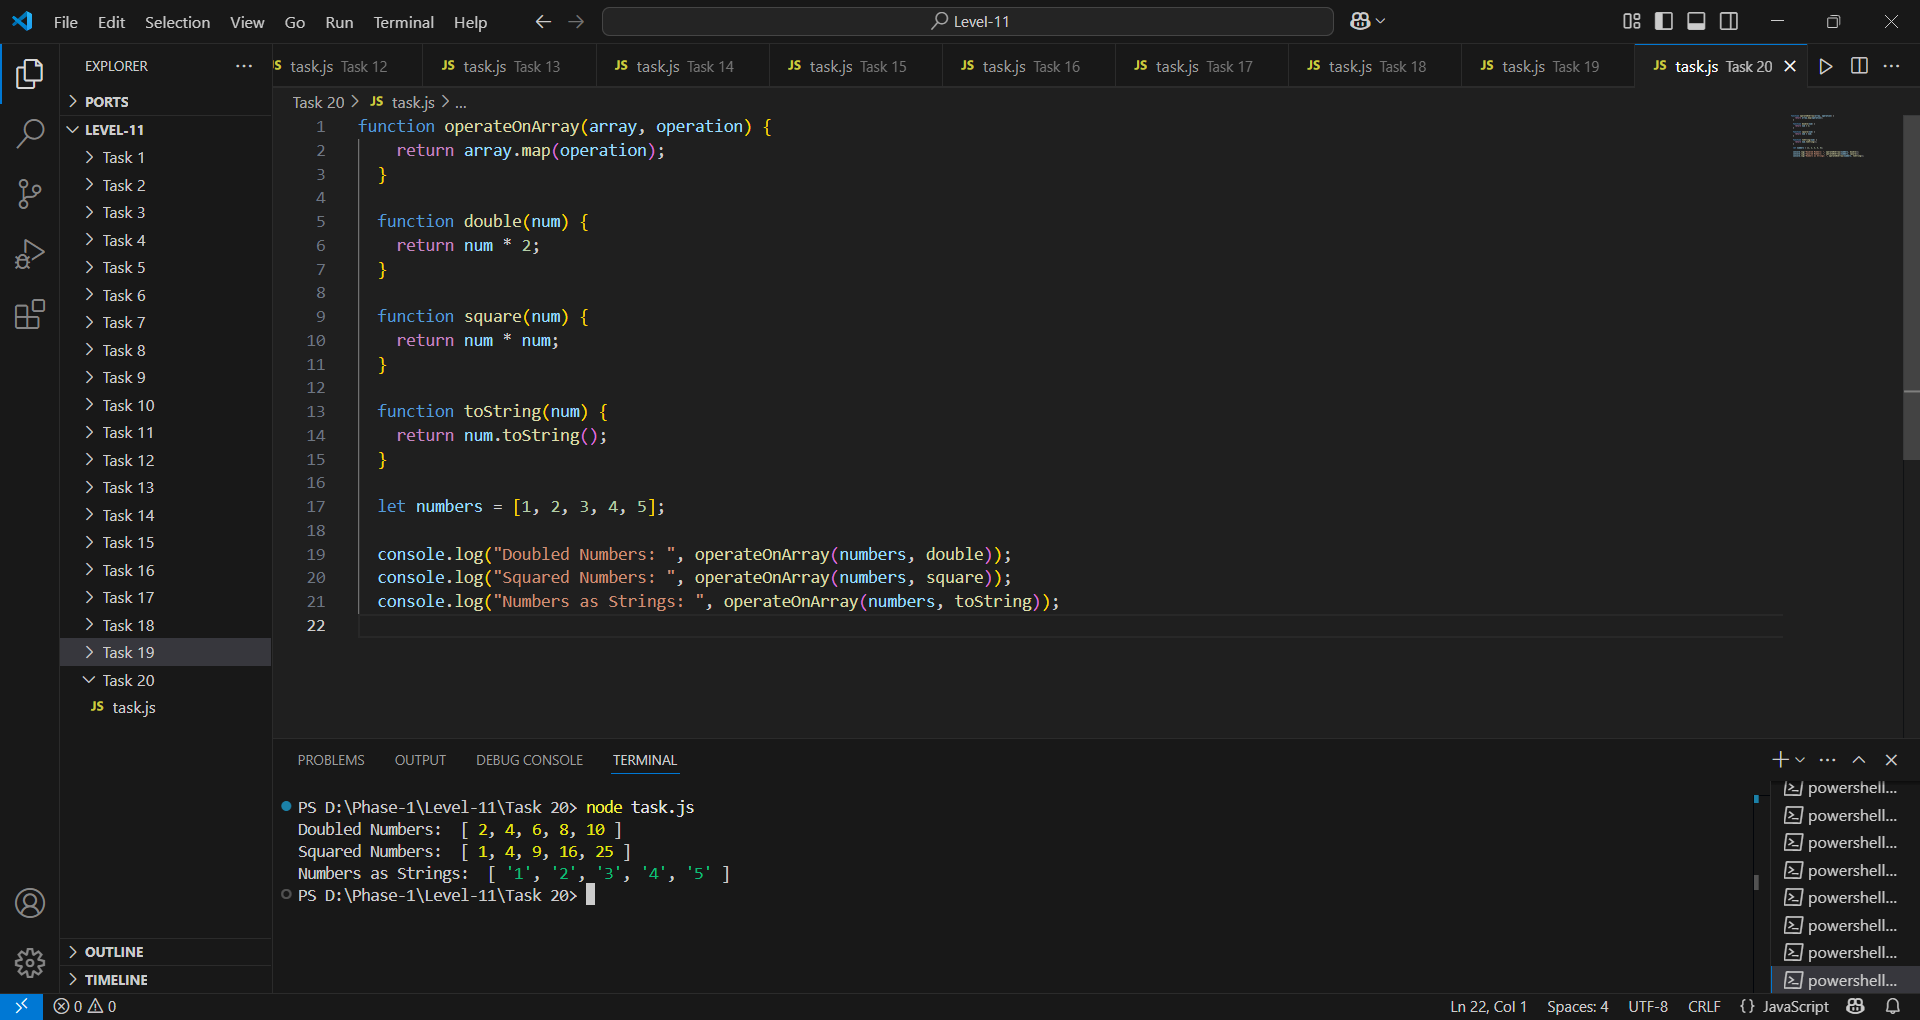 File Edit Selection View Go Run Terminal Help Level-11
EXPLORER
JS task.js Task 12 JS task.js Task 13 JS task.js Task 14 JS task.js Task 15 JS task.js Task 16 JS task.js Task 17 JS task.js Task 18 JS task.js Task 19 JS task.js Task 20
PORTS
LEVEL-11
Task 1
Task 2
Task 3
Task 4
Task 5
Task 6
Task 7
Task 8
Task 9
Task 10
Task 11
Task 12
Task 13
Task 14
Task 15
Task 16
Task 17
Task 18
Task 19
Task 20
JS task.js
OUTLINE
TIMELINE
Task 20 > JS task.js > ...
1 function operateOnArray(array, operation) {
2 return array.map(operation);
3 }
4
5 function double(num) {
6 return num * 2;
7 }
8
9 function square(num) {
10 return num * num;
11 }
12
13 function toString(num) {
14 return num.toString();
15 }
16
17 let numbers = [1, 2, 3, 4, 5];
18
19 console.log("Doubled Numbers: ", operateOnArray(numbers, double));
20 console.log("Squared Numbers: ", operateOnArray(numbers, square));
21 console.log("Numbers as Strings: ", operateOnArray(numbers, toString));
22
PROBLEMS OUTPUT DEBUG CONSOLE TERMINAL
PS D:\Phase-1\Level-11\Task 20> node task.js
Doubled Numbers:  [ 2, 4, 6, 8, 10 ]
Squared Numbers:  [ 1, 4, 9, 16, 25 ]
Numbers as Strings:  [ '1', '2', '3', '4', '5' ]
PS D:\Phase-1\Level-11\Task 20>
powershell...
powershell...
powershell...
powershell...
powershell...
powershell...
powershell...
powershell...
0 0 Ln 22, Col 1 Spaces: 4 UTF-8 CRLF {} JavaScript